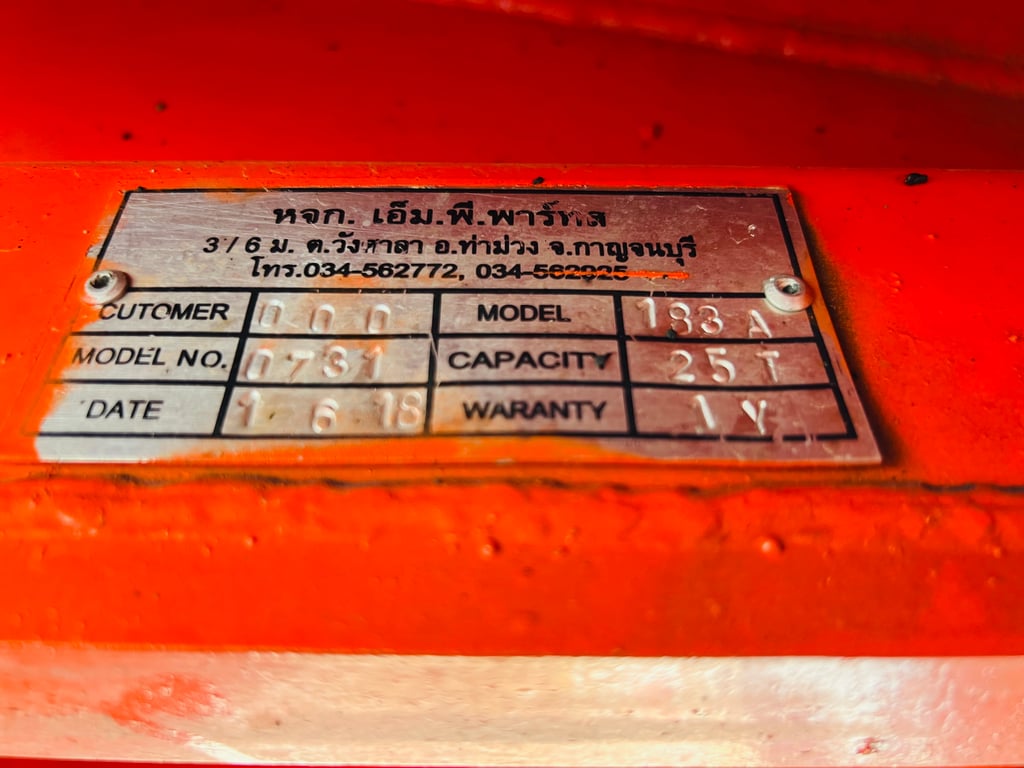 หจก. เอ็ม.พี.พาร์ทส
3/6 ม. ต.วังศาลา อ.ท่าม่วง จ.กาญจนบุรี
โทร.034-562772, 034-562925
CUTOMER 0 0 0 MODEL 183 A
MODEL NO. 0731 CAPACITY 25 T
DATE 1 6 18 WARANTY 1 Y